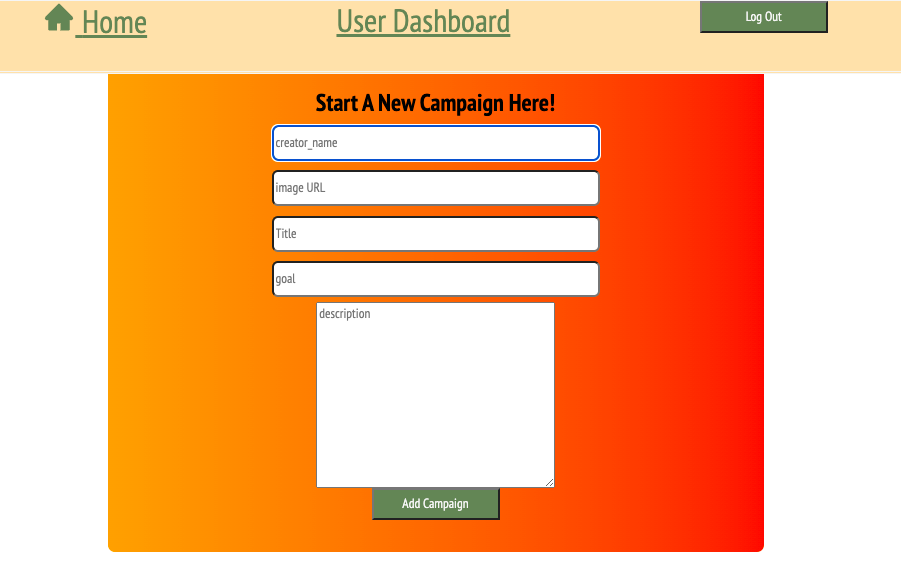 Home
User Dashboard
Log Out
Start A New Campaign Here!
creator_name
image URL
Title
goal
description
Add Campaign